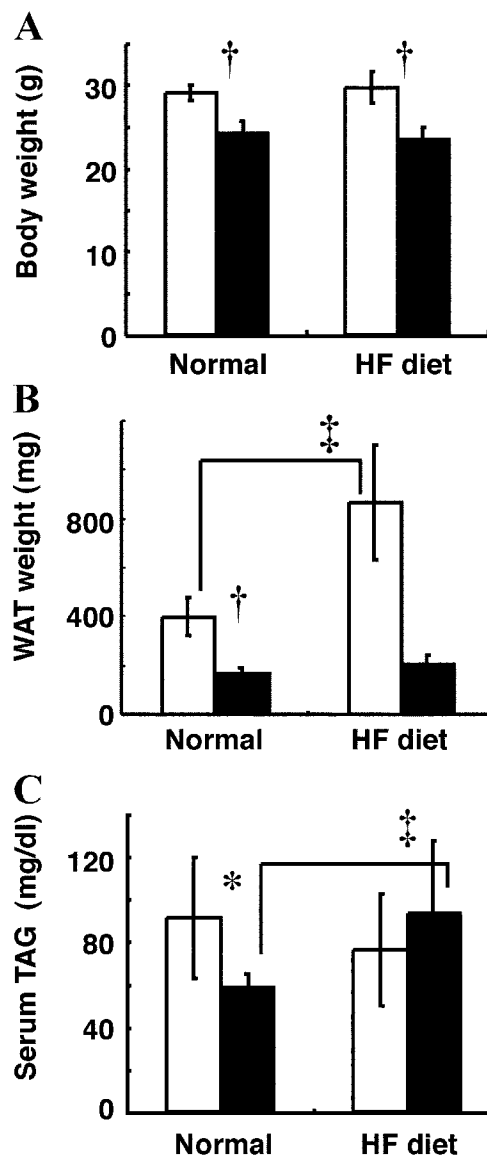 A
Body weight (g)
† †
30
20
10
0
Normal HF diet
B
WAT weight (mg)
‡
800
†
400
0
Normal HF diet
C
Serum TAG (mg/dl)
‡
120
*
80
40
0
Normal HF diet